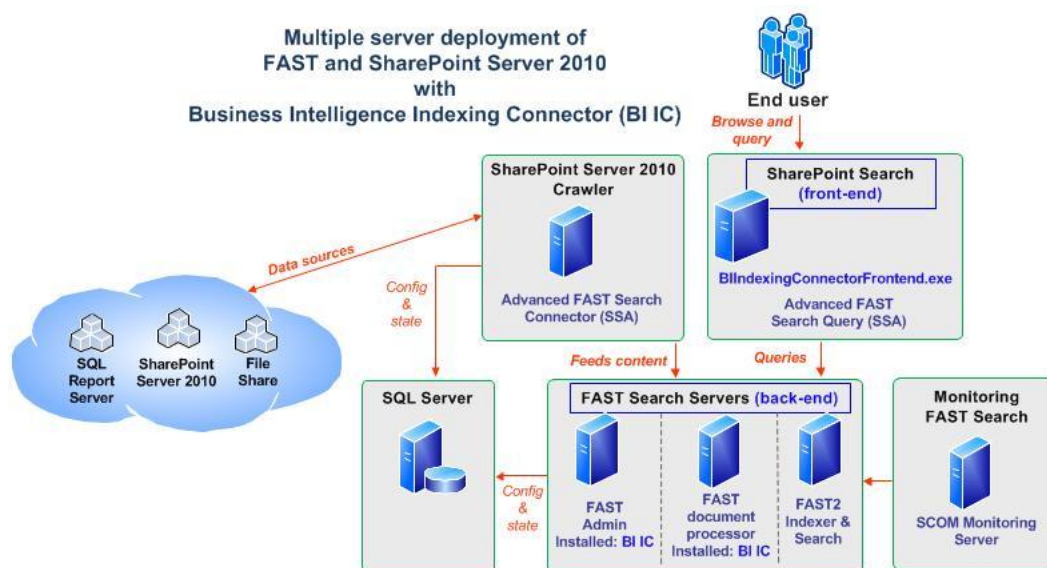 Multiple server deployment of
FAST and SharePoint Server 2010
with
Business Intelligence Indexing Connector (BI IC)
End user
Browse and
query
SharePoint Server 2010
Crawler
Advanced FAST Search
Connector (SSA)
SharePoint Search
(front-end)
BIIndexingConnectorFrontend.exe
Advanced FAST
Search Query (SSA)
Data sources
Config
&
state
SQL
Report
Server
SharePoint
Server 2010
File
Share
Feeds content
Queries
SQL Server
Config
&
state
FAST Search Servers (back-end)
FAST
Admin
Installed: BI IC
FAST
document
processor
Installed: BI IC
FAST2
Indexer &
Search
Monitoring
FAST Search
SCOM Monitoring
Server